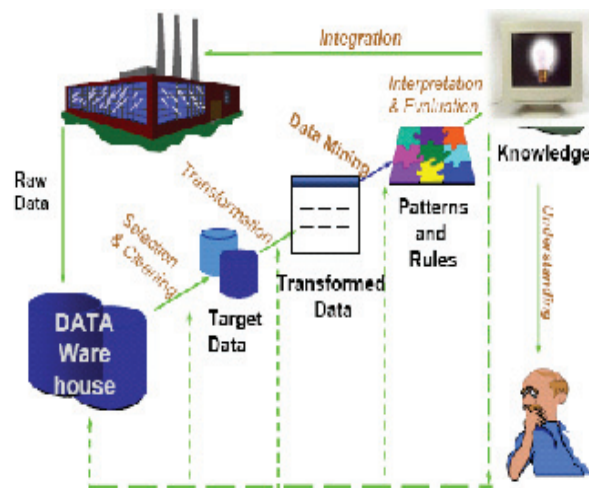 Integration
Interpretation
& Evaluation
Knowledge
Raw
Data
Data Mining
Transformation
Selection
& Cleaning
Patterns
and
Rules
Understanding
Transformed
Data
Target
Data
DATA
Ware
house